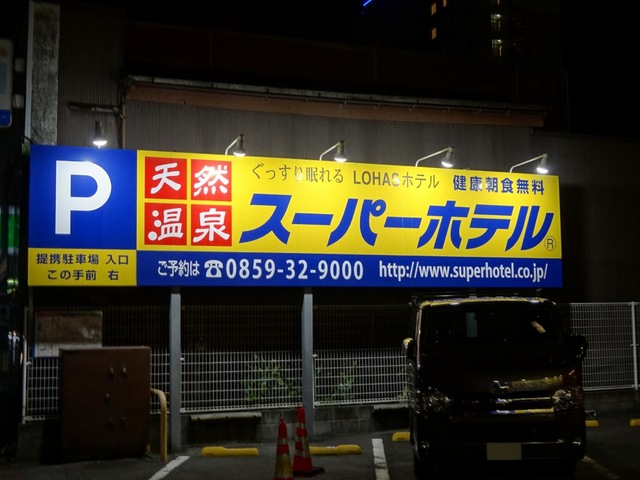 P
提携駐車場 入口
この手前 右
天然
温泉
ぐっすり眠れる LOHASホテル 健康朝食無料
スーパーホテル®
ご予約は ☎0859-32-9000 http://www.superhotel.co.jp/